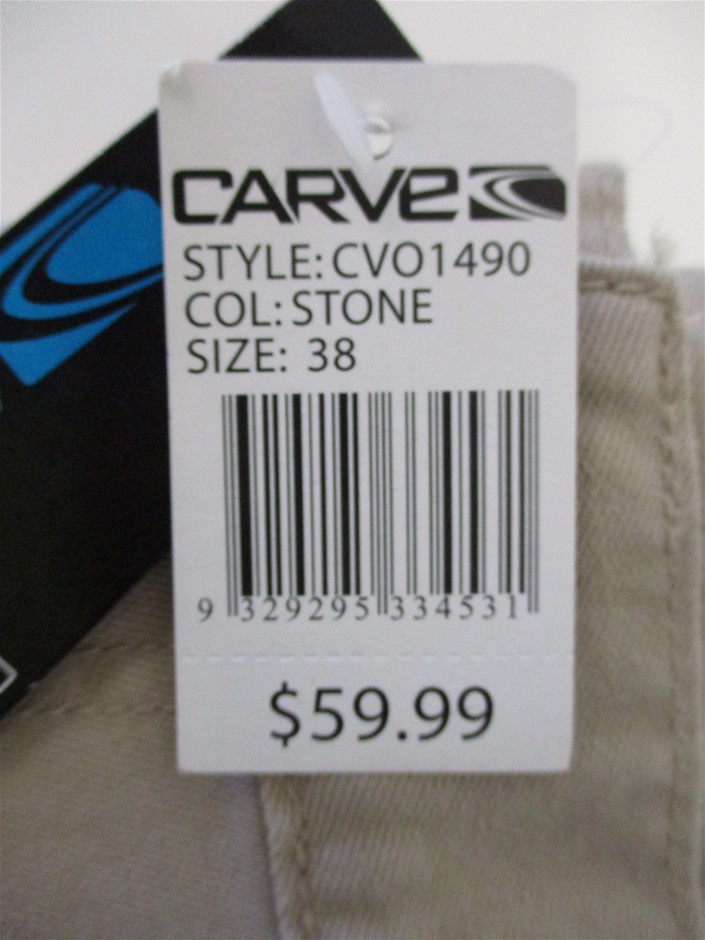 CARVE
STYLE: CVO1490
COL: STONE
SIZE: 38
9 329295 334531
$59.99